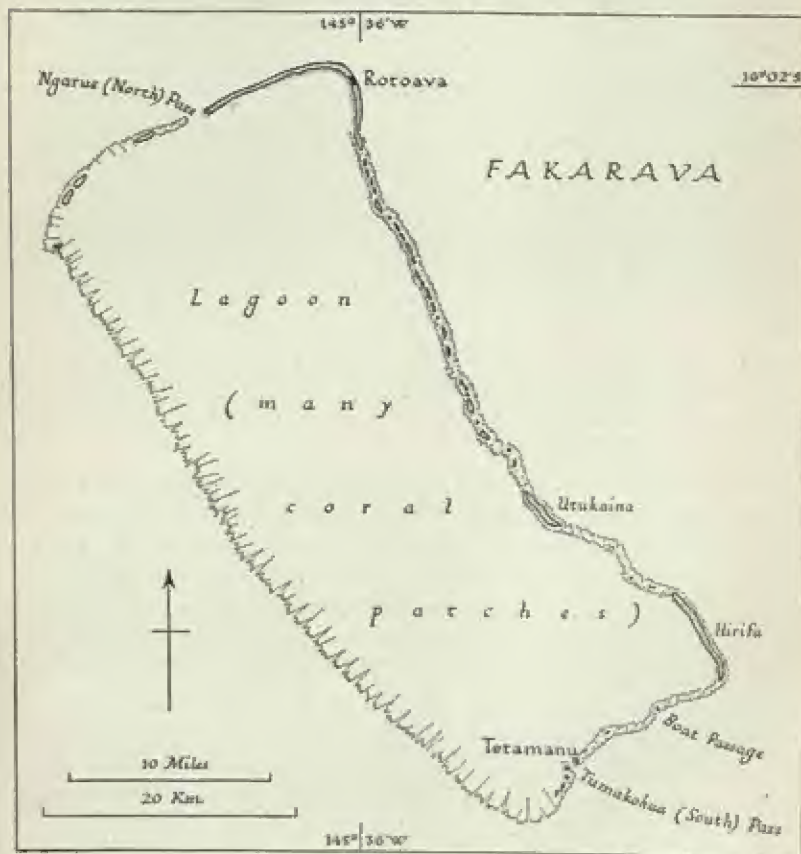 145° 36'W
Ngarue (North) Pass
Rotoava
16°02'S
FAKARAVA
Lagoon
(many
coral
Utukaina
patches)
Hirifa
Boat Passage
Tetamanu
10 Miles
Tumakohua (South) Pass
20 Km.
145° 36'W